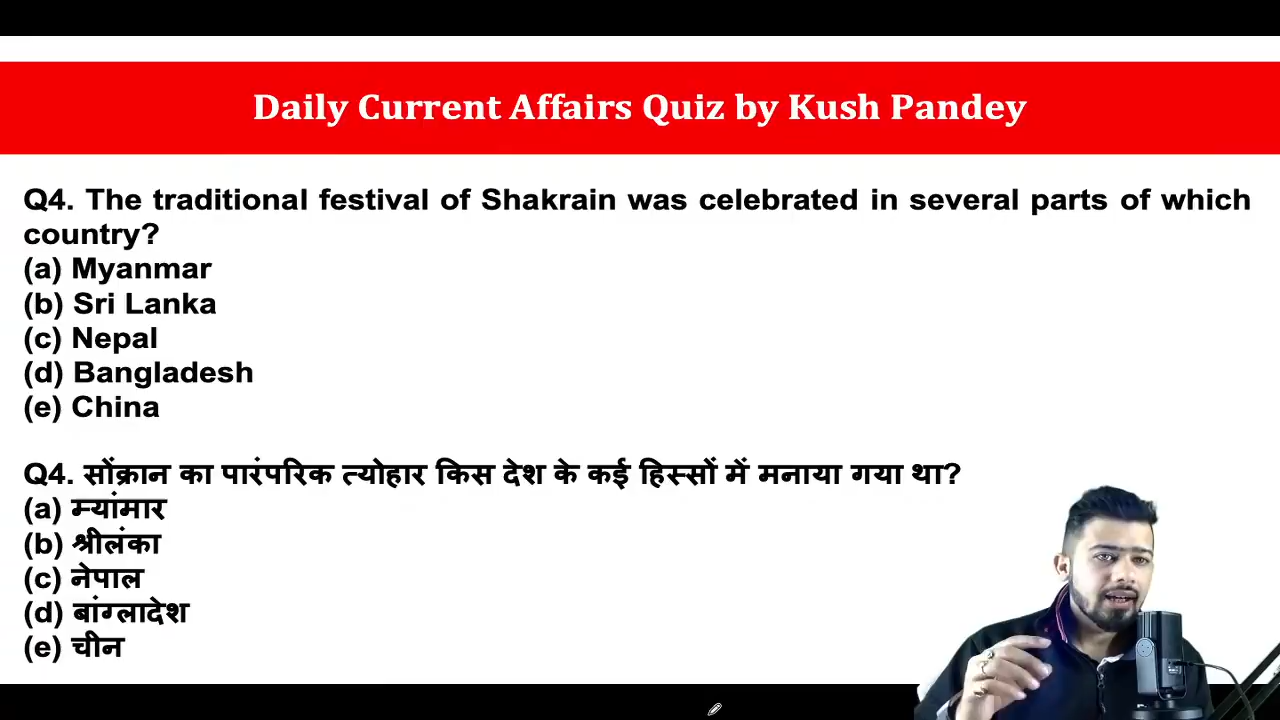 Daily Current Affairs Quiz by Kush Pandey
Q4. The traditional festival of Shakrain was celebrated in several parts of which
country?
(a) Myanmar
(b) Sri Lanka
(c) Nepal
(d) Bangladesh
(e) China
Q4. सोंक्रान का पारंपरिक त्योहार किस देश के कई हिस्सों में मनाया गया था?
(a) म्यांमार
(b) श्रीलंका
(c) नेपाल
(d) बांग्लादेश
(e) चीन